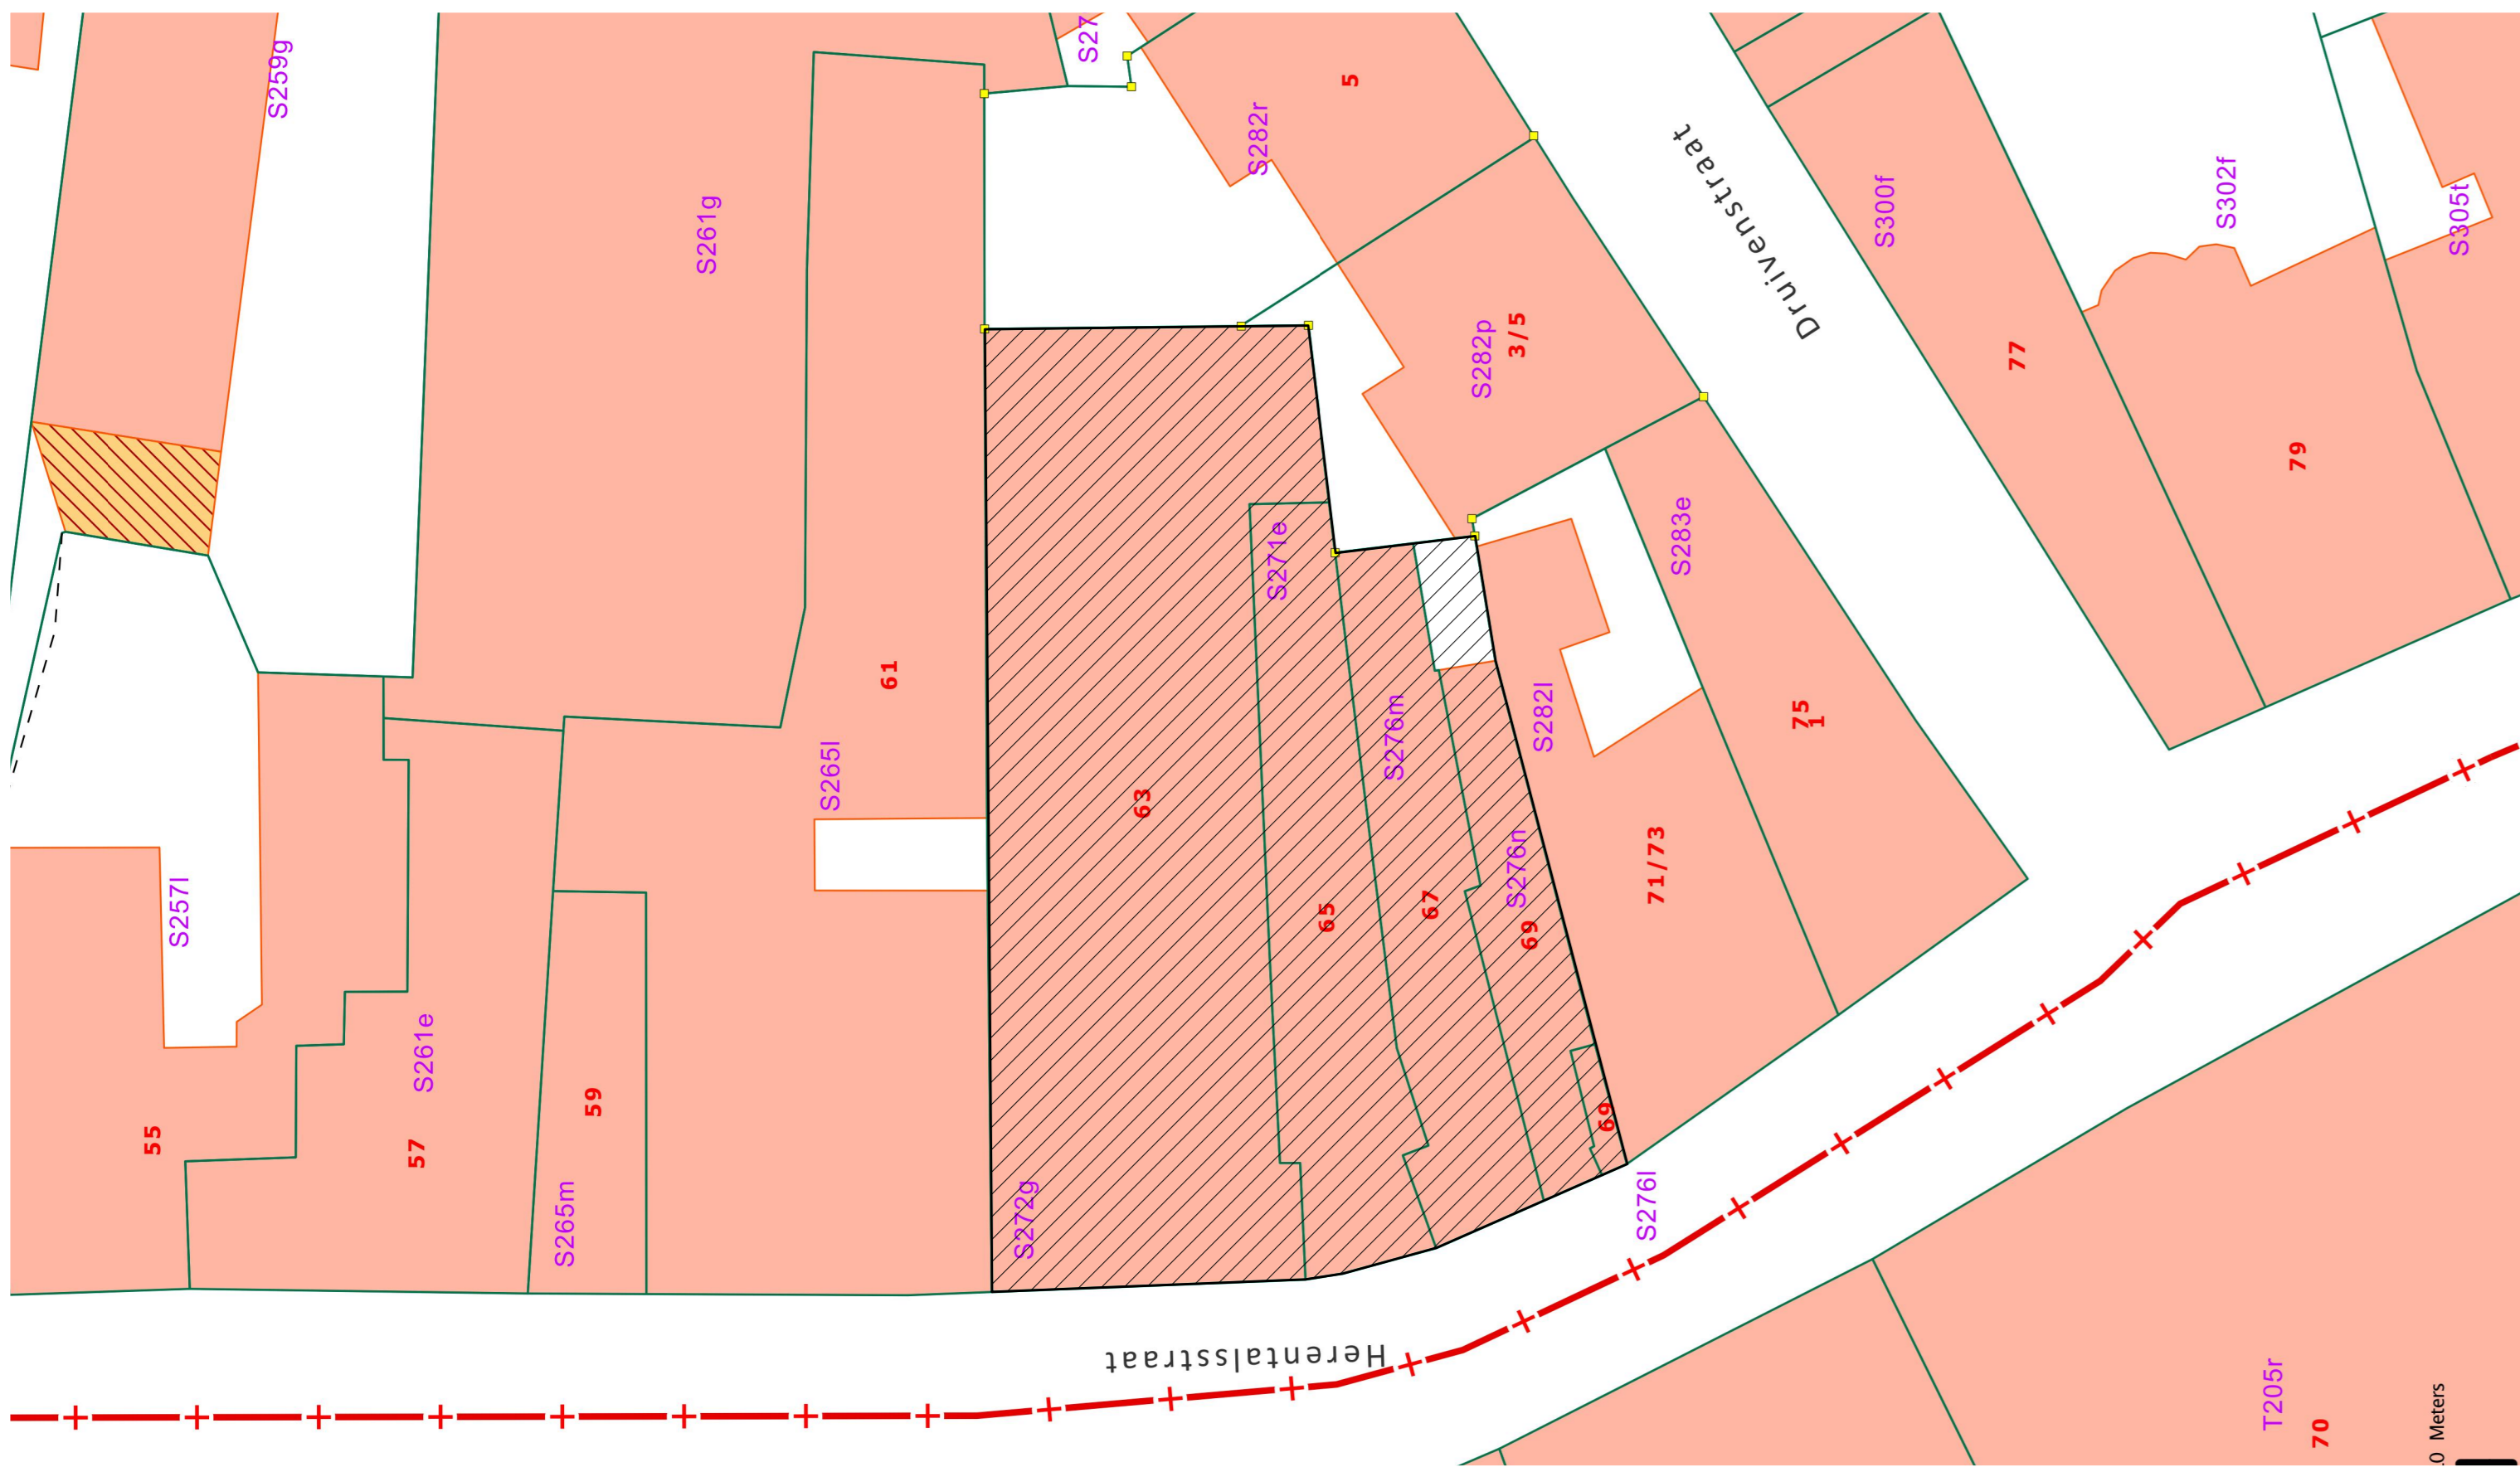 S259g
S27
5
S282r
Druivenstraat
S300f
S302f
S305t
S261g
S282p
3/5
77
79
S271e
S283e
61
S265l
63
S276m
S282l
75
1
S257l
65
67
S276n
69
71/73
S261e
59
55
57
69
S265m
S272g
S276l
Herentalsstraat
T205r
70
.0 Meters